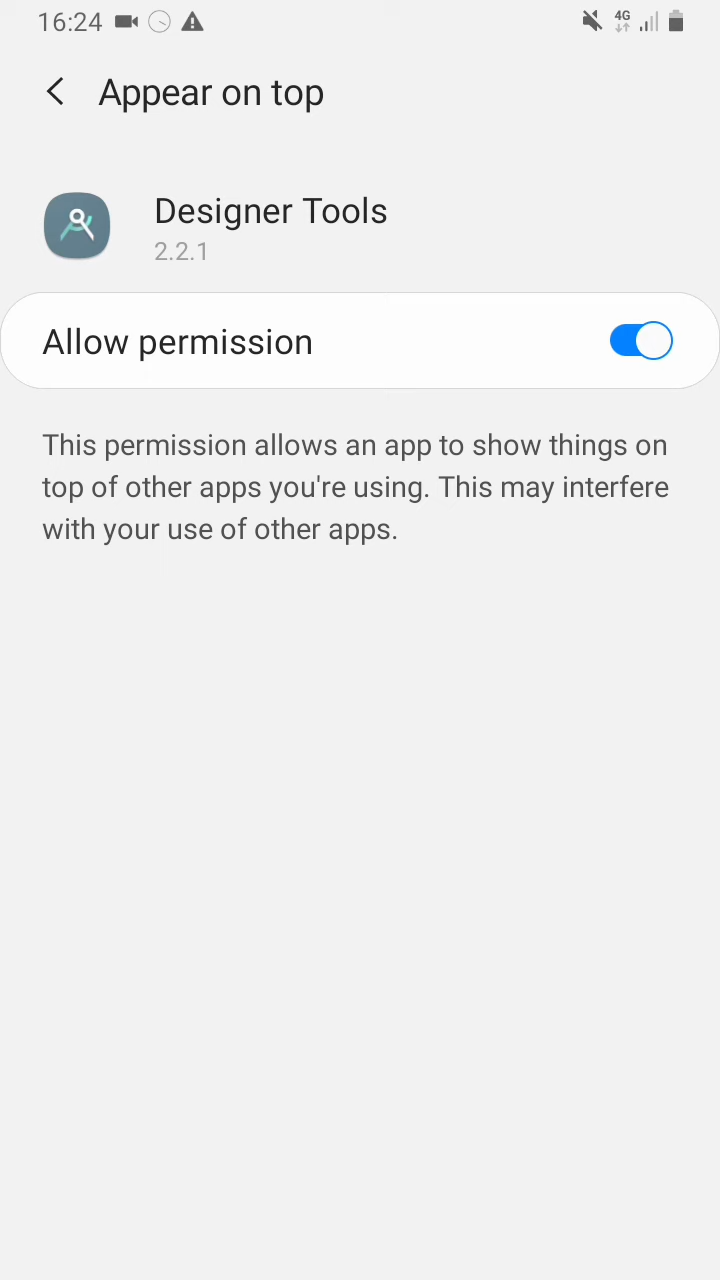 16:24
4G
Appear on top
Designer Tools
2.2.1
Allow permission
This permission allows an app to show things on
top of other apps you're using. This may interfere
with your use of other apps.